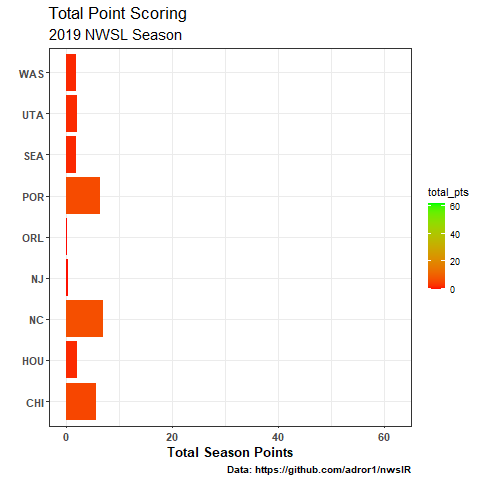 Total Point Scoring
2019 NWSL Season
WAS
UTA
SEA
POR
ORL
NJ
NC
HOU
CHI
0 20 40 60
Total Season Points
total_pts
60
40
20
0
Data: https://github.com/adror1/nwslR